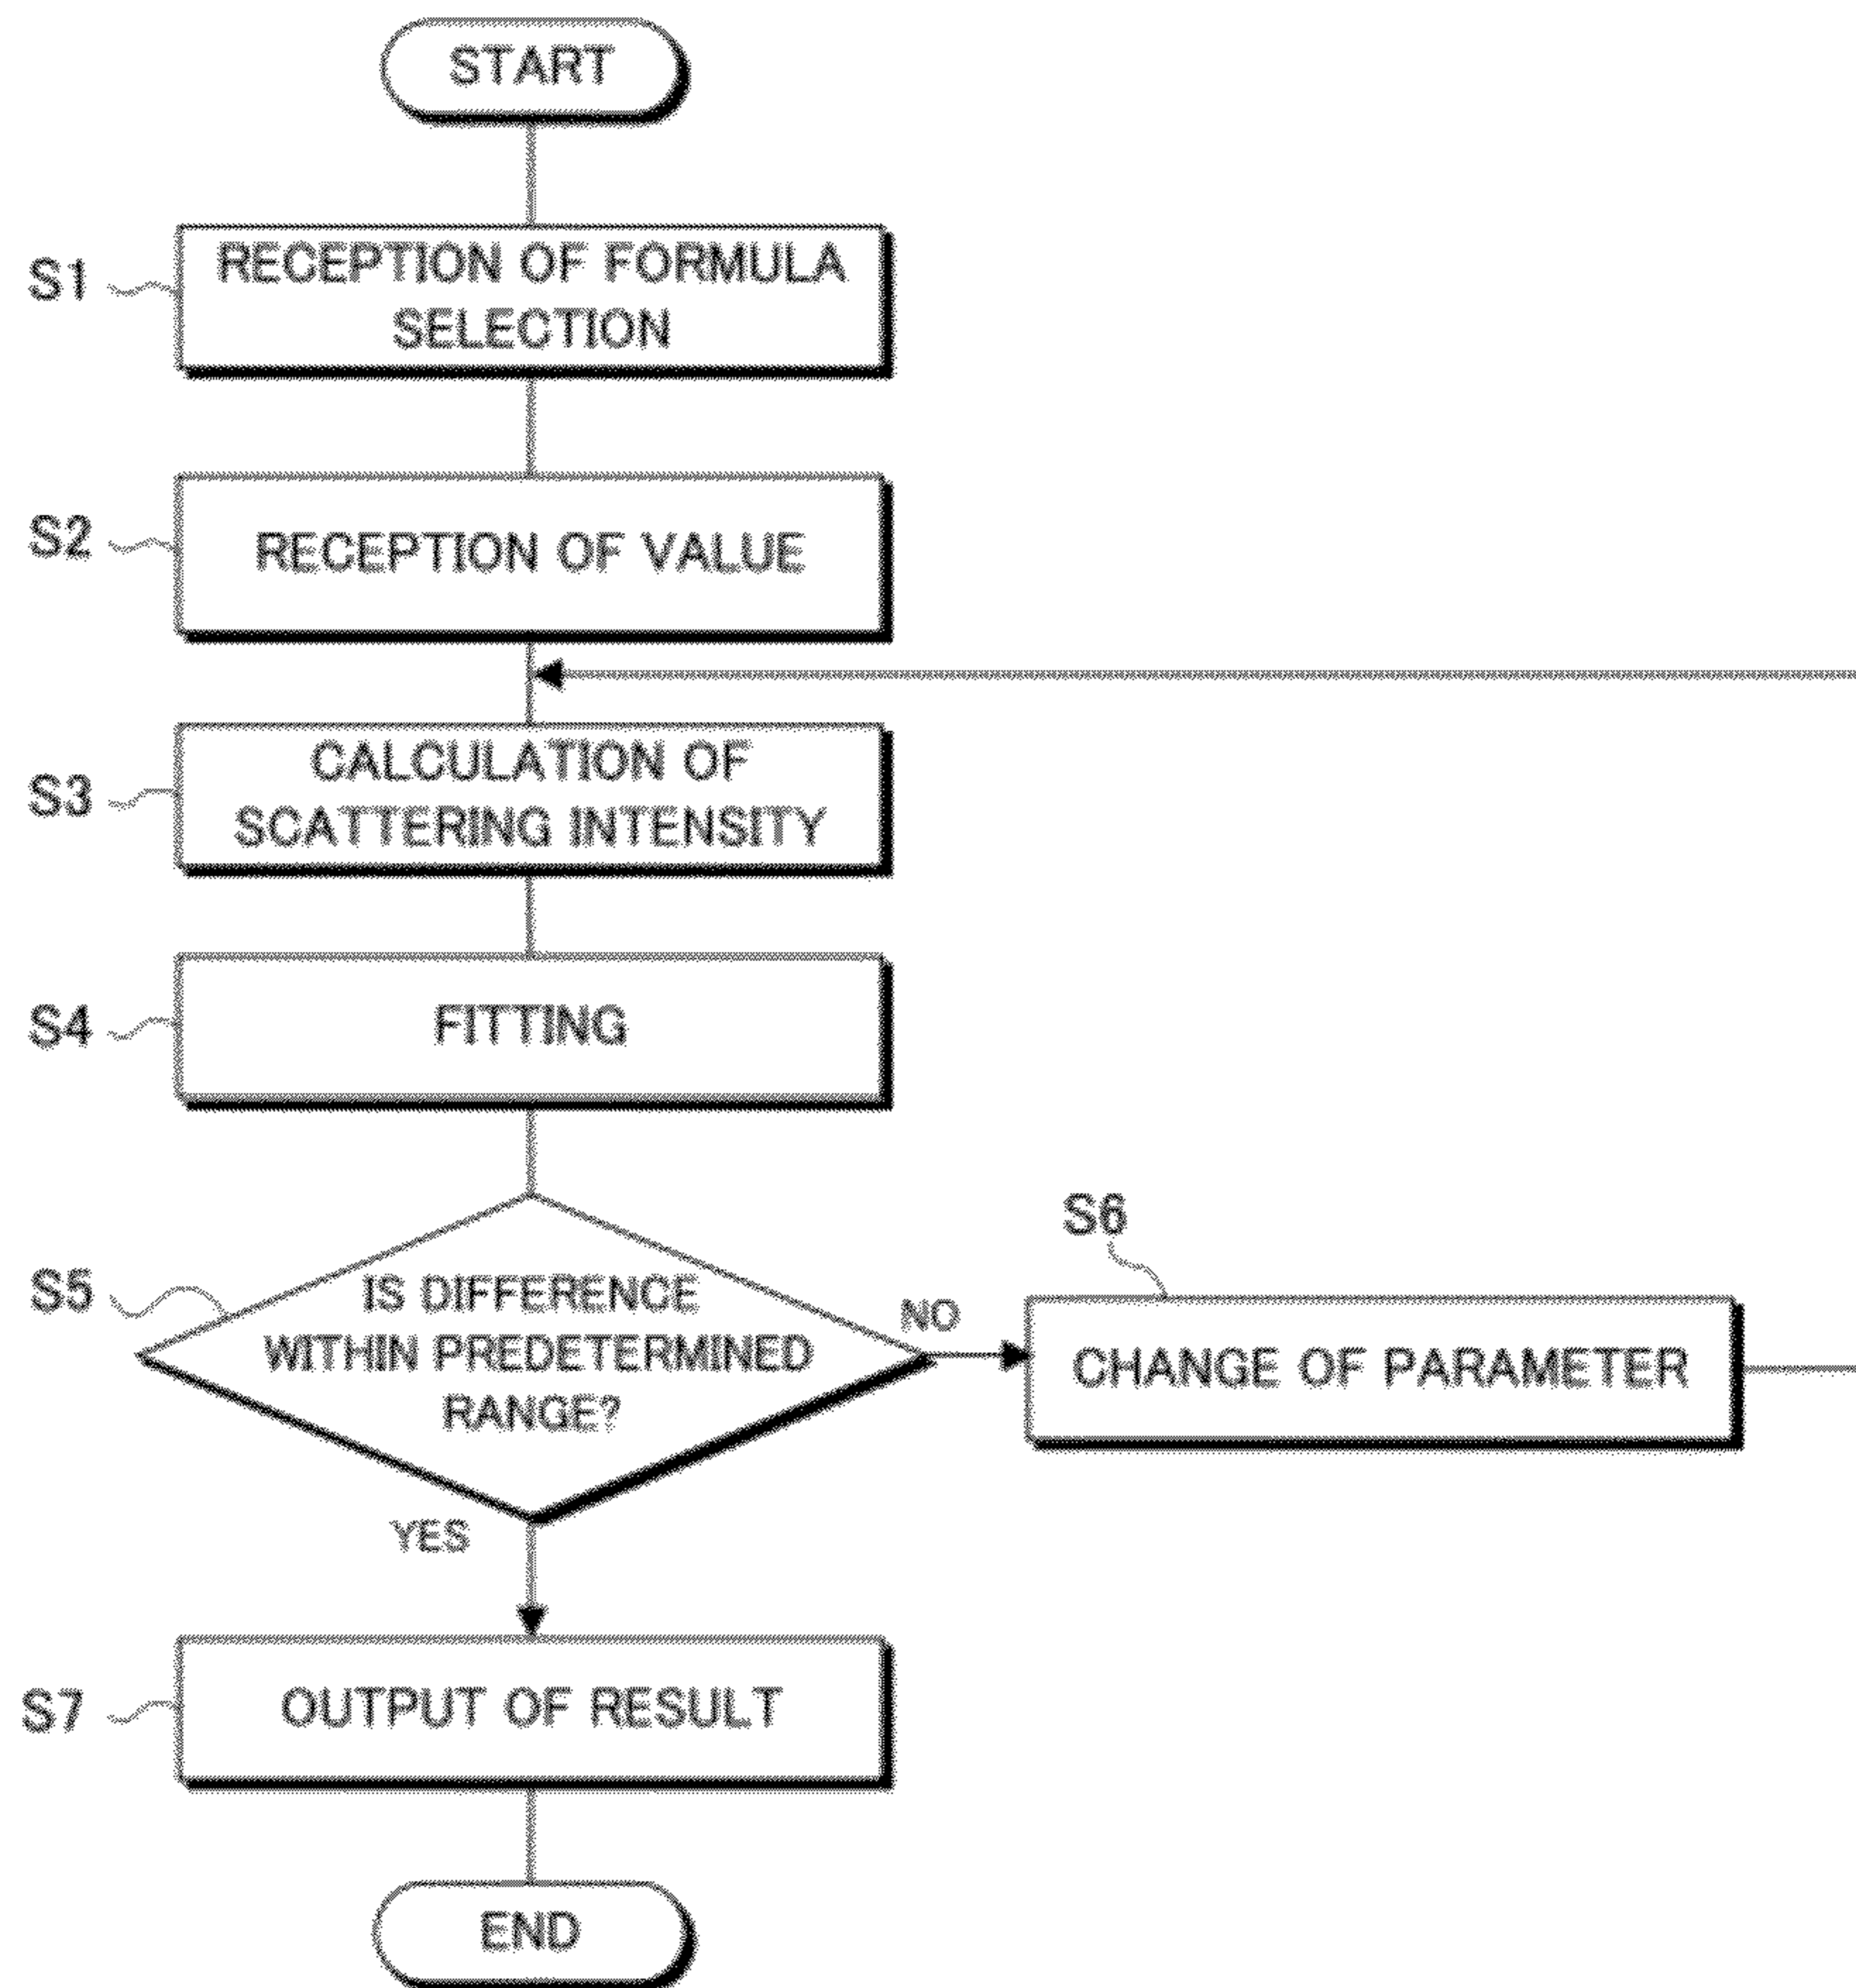 START
S1
RECEPTION OF FORMULA
SELECTION
S2
RECEPTION OF VALUE
S3
CALCULATION OF
SCATTERING INTENSITY
S4
FITTING
S5
IS DIFFERENCE
WITHIN PREDETERMINED
RANGE?
NO
S6
CHANGE OF PARAMETER
YES
S7
OUTPUT OF RESULT
END